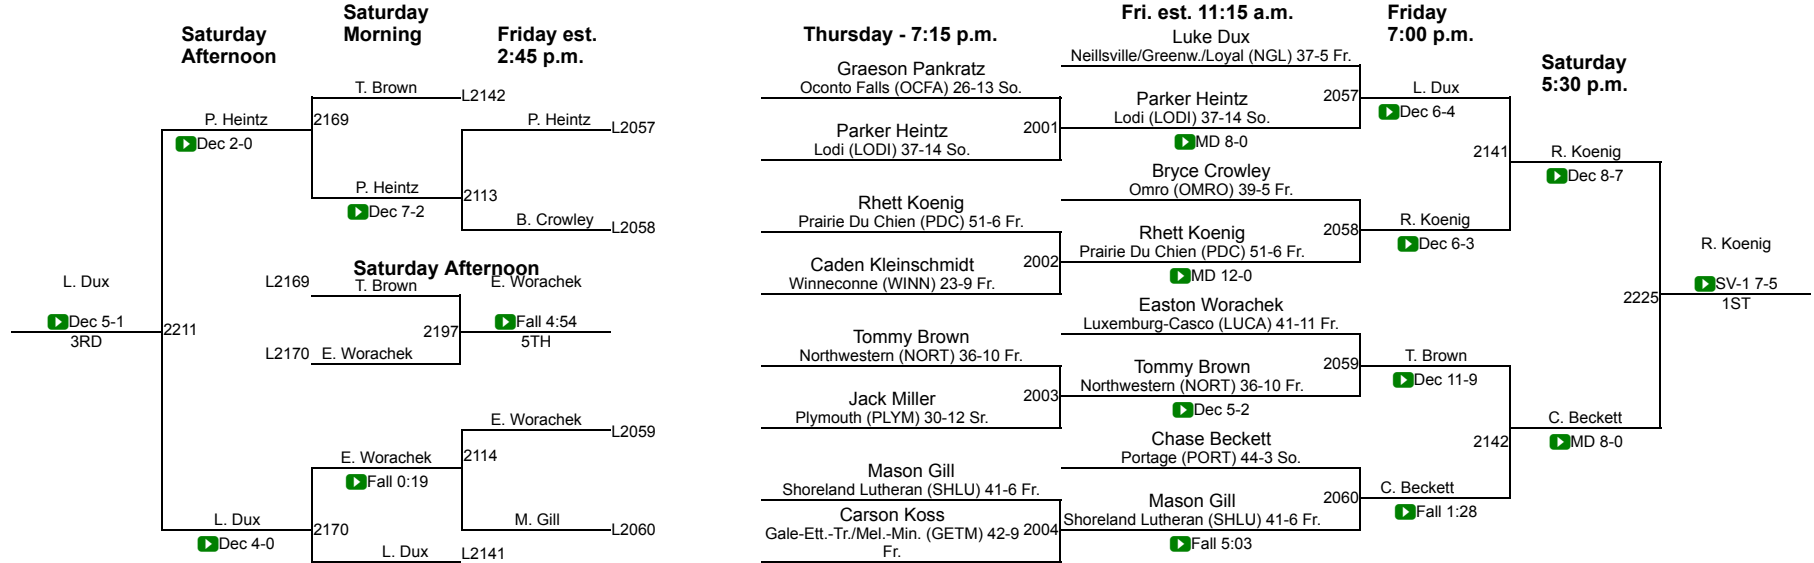 Saturday
Afternoon
Saturday
Morning
Friday est.
2:45 p.m.
T. Brown
L2142
P. Heintz
2169
Dec 2-0
P. Heintz
L2057
P. Heintz
2113
Dec 7-2
B. Crowley
L2058
Saturday Afternoon
L. Dux
L2169
T. Brown
E. Worachek
Dec 5-1
2211
2197
Fall 4:54
3RD
5TH
L2170
E. Worachek
E. Worachek
L2059
E. Worachek
2114
Fall 0:19
L. Dux
2170
M. Gill
L2060
Dec 4-0
L. Dux
L2141
Thursday - 7:15 p.m.
Fri. est. 11:15 a.m.
Friday
7:00 p.m.
Saturday
5:30 p.m.
Graeson Pankratz
Oconto Falls (OCFA) 26-13 So.
Parker Heintz
Lodi (LODI) 37-14 So.
2001
Rhett Koenig
Prairie Du Chien (PDC) 51-6 Fr.
Caden Kleinschmidt
Winneconne (WINN) 23-9 Fr.
2002
Tommy Brown
Northwestern (NORT) 36-10 Fr.
Jack Miller
Plymouth (PLYM) 30-12 Sr.
2003
Mason Gill
Shoreland Lutheran (SHLU) 41-6 Fr.
Carson Koss
Gale-Ett.-Tr./Mel.-Min. (GETM) 42-9
Fr.
2004
Luke Dux
Neillsville/Greenw./Loyal (NGL) 37-5 Fr.
Parker Heintz
Lodi (LODI) 37-14 So.
MD 8-0
2057
Bryce Crowley
Omro (OMRO) 39-5 Fr.
Rhett Koenig
Prairie Du Chien (PDC) 51-6 Fr.
MD 12-0
2058
Easton Worachek
Luxemburg-Casco (LUCA) 41-11 Fr.
Tommy Brown
Northwestern (NORT) 36-10 Fr.
Dec 5-2
2059
Chase Beckett
Portage (PORT) 44-3 So.
Mason Gill
Shoreland Lutheran (SHLU) 41-6 Fr.
Fall 5:03
2060
L. Dux
Dec 6-4
2141
R. Koenig
Dec 6-3
T. Brown
Dec 11-9
2142
C. Beckett
Fall 1:28
R. Koenig
Dec 8-7
2225
C. Beckett
MD 8-0
R. Koenig
SV-1 7-5
1ST